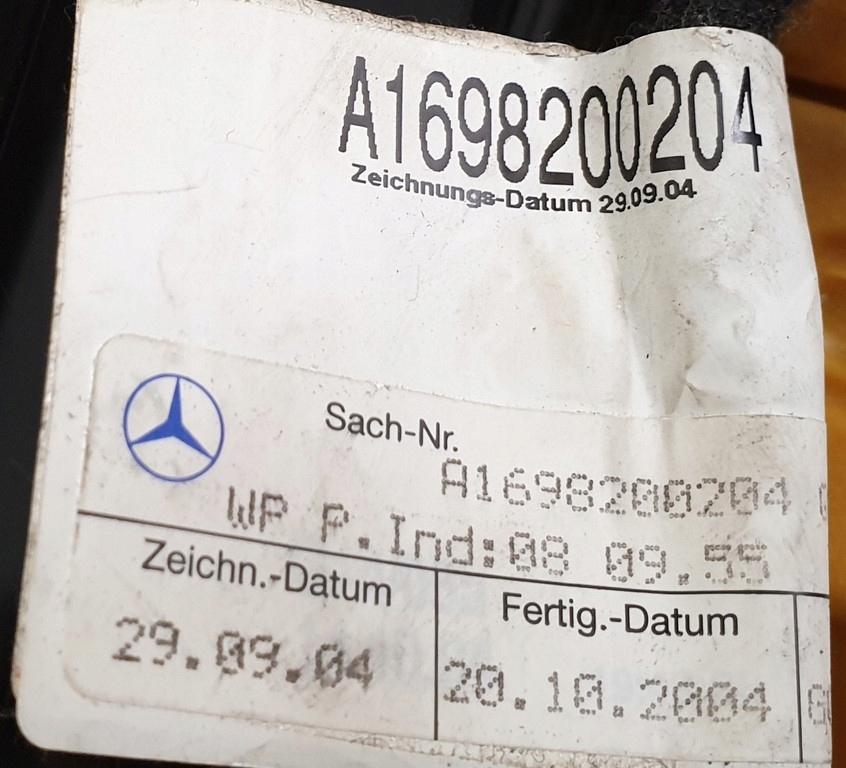 A1698200204
Zeichnungs-Datum 29.09.04
Sach-Nr.
A1698200204
WP P.Ind:08 09.55
Zeichn.-Datum
Fertig.-Datum
29.09.04
20.10.2004